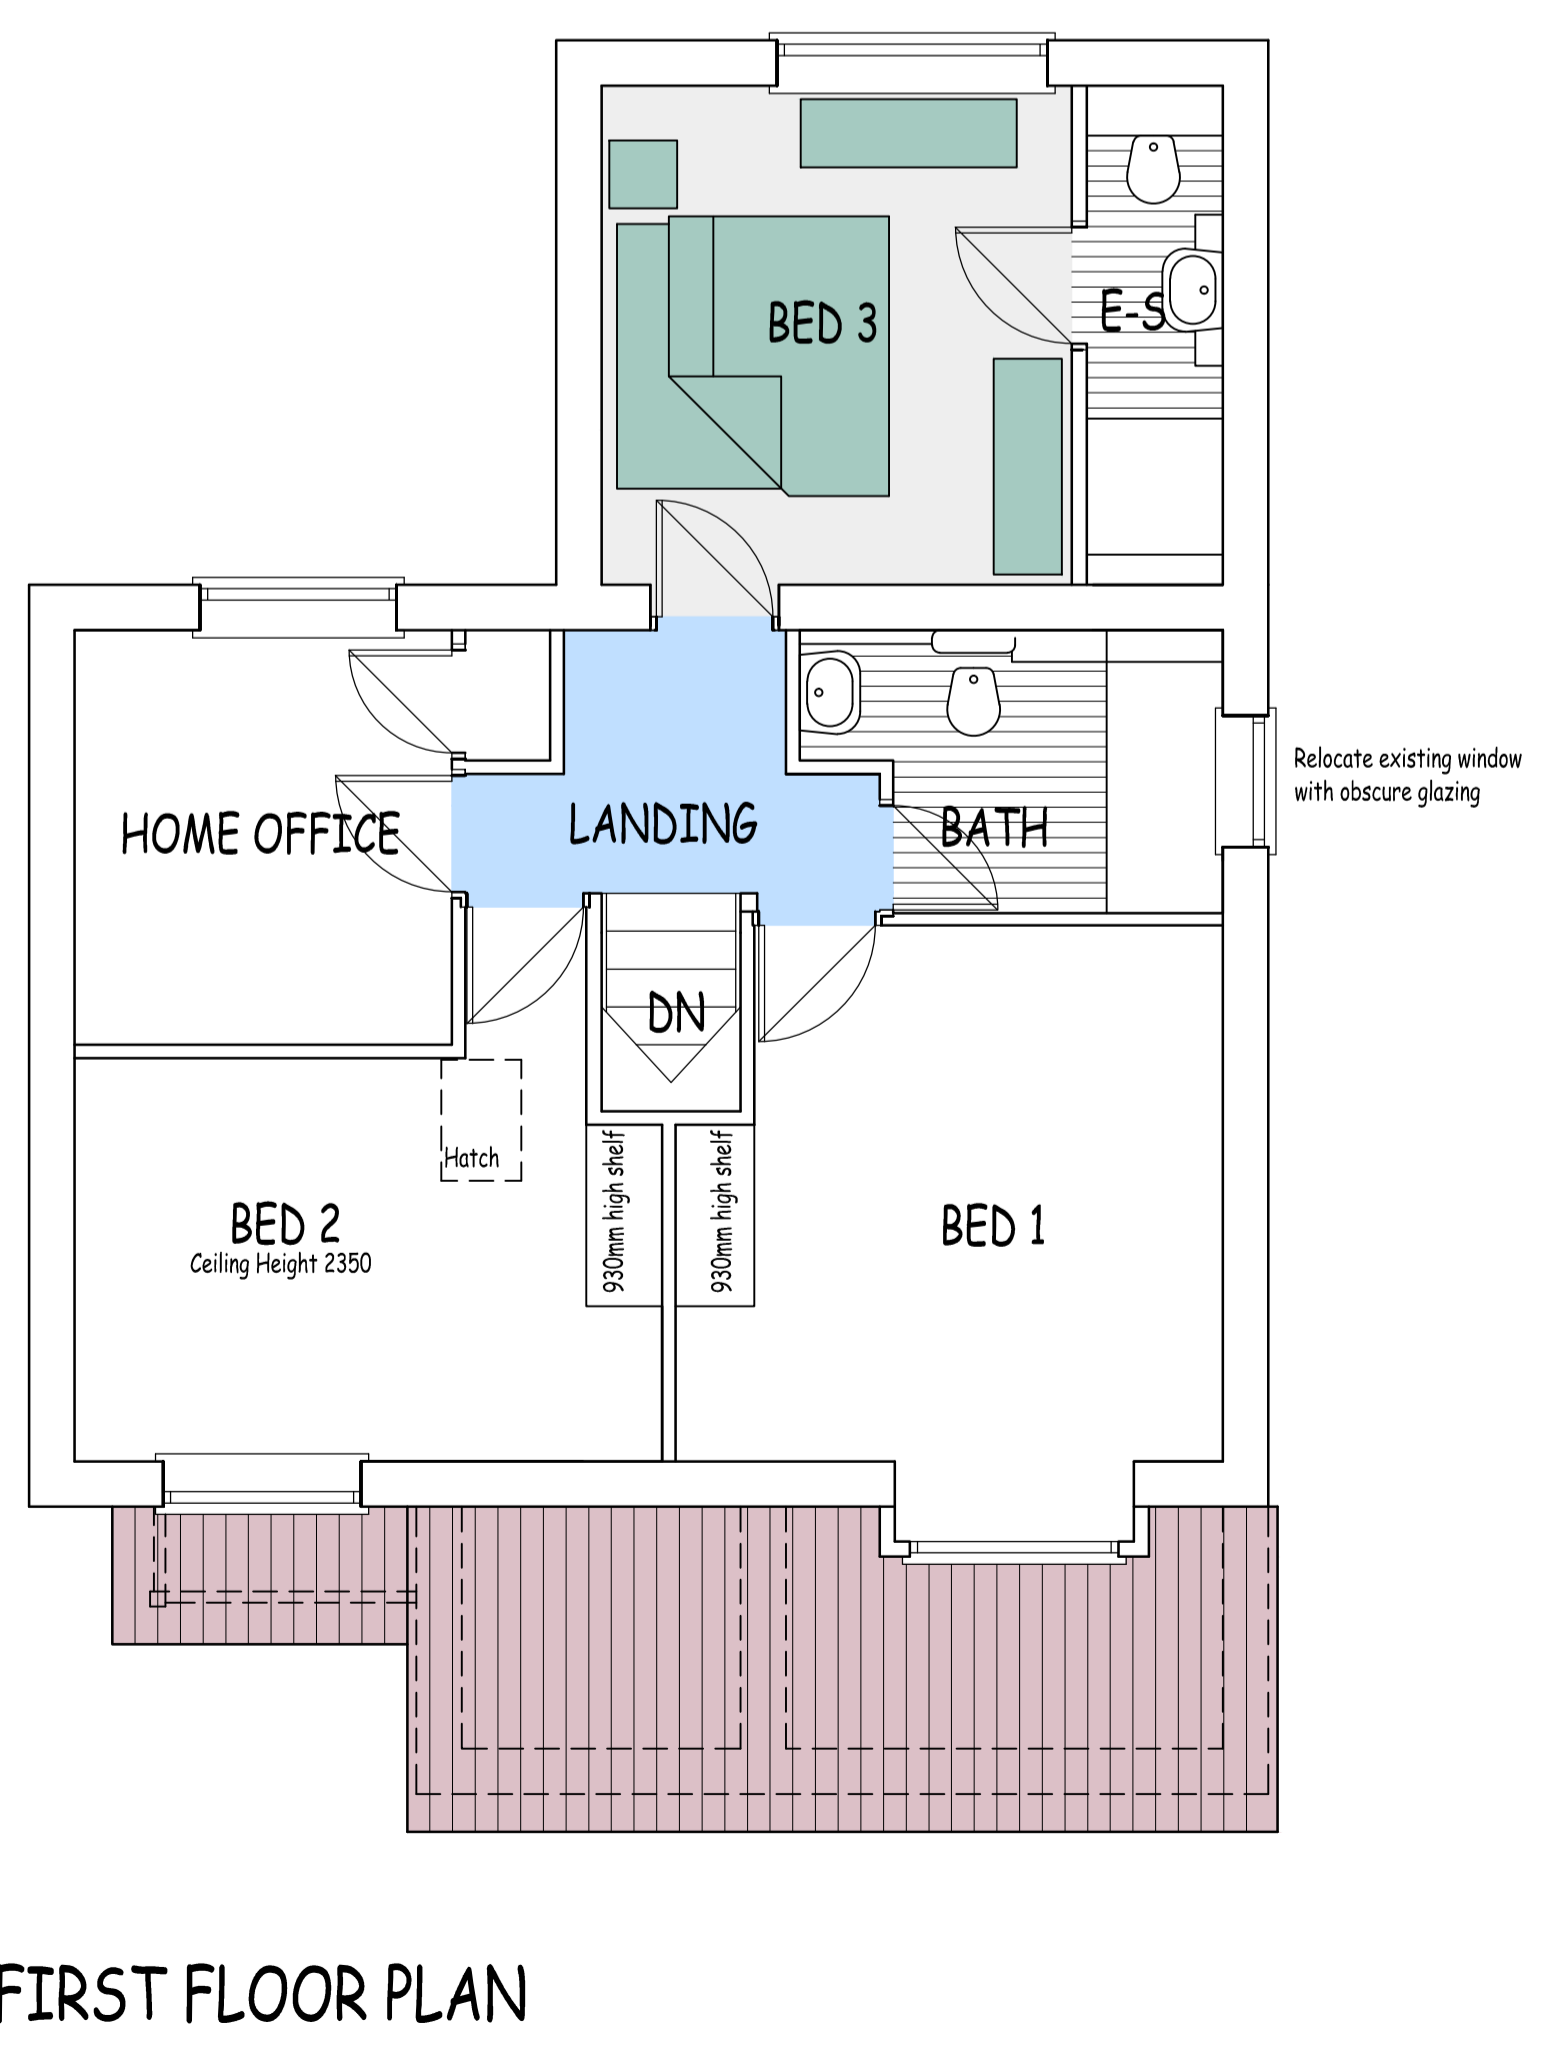 BED 3
E-S
Relocate existing window
with obscure glazing
HOME OFFICE
LANDING
BATH
DN
Hatch
930mm high shelf
930mm high shelf
BED 2
Ceiling Height 2350
BED 1
FIRST FLOOR PLAN